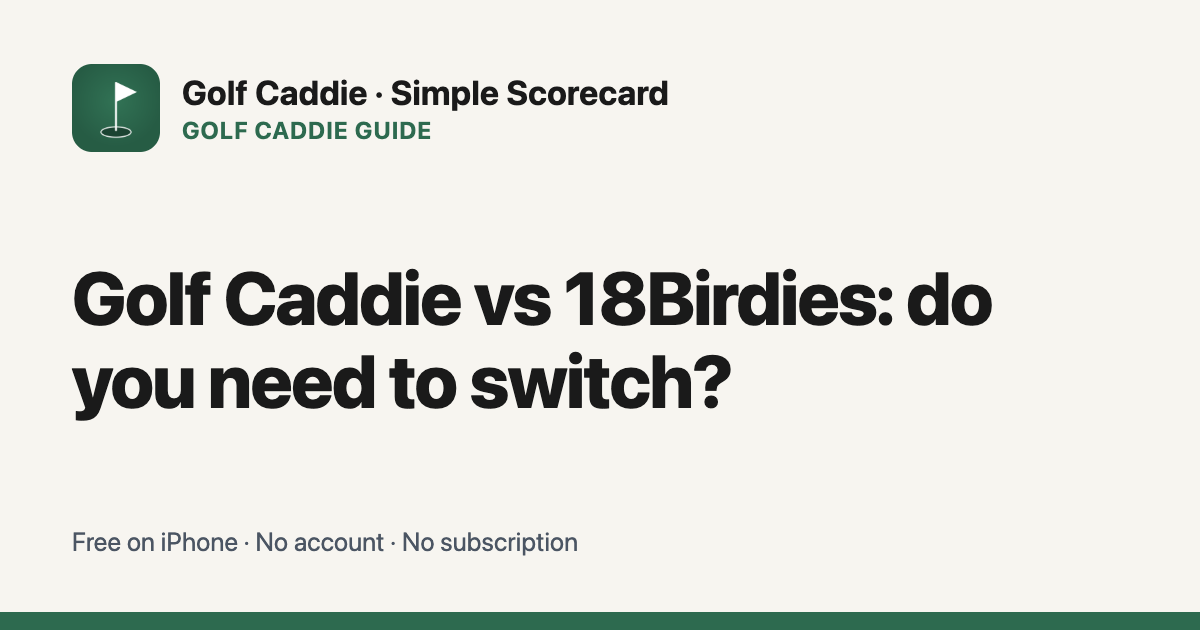 Golf Caddie · Simple Scorecard
GOLF CADDIE GUIDE
Golf Caddie vs 18Birdies: do
you need to switch?
Free on iPhone · No account · No subscription